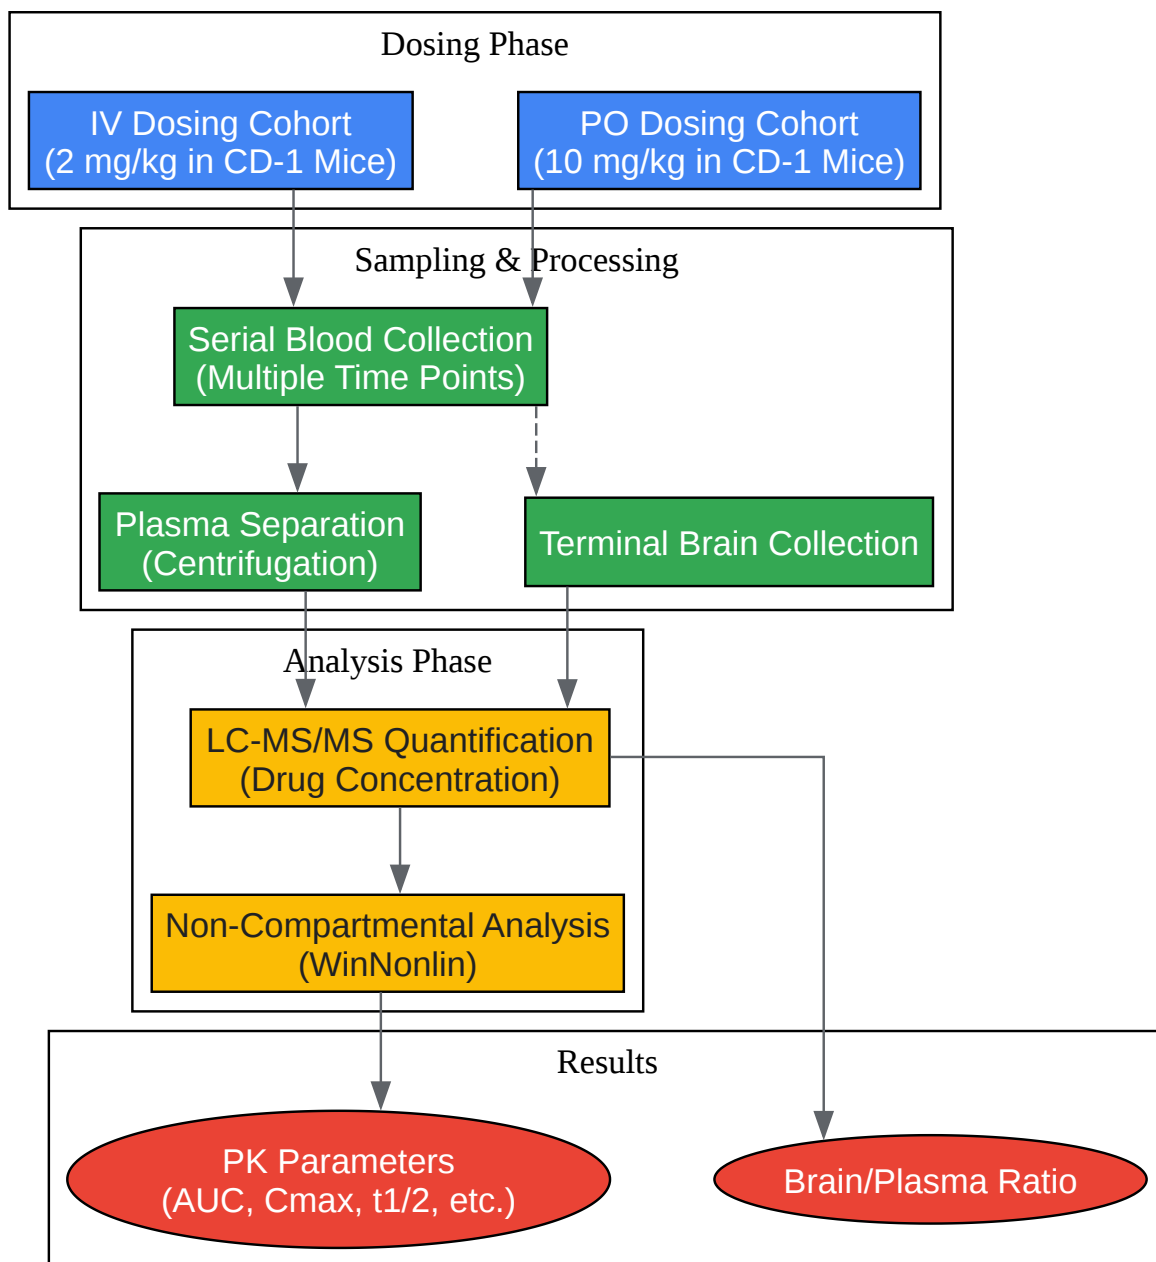 Dosing Phase
IV Dosing Cohort
(2 mg/kg in CD-1 Mice)
PO Dosing Cohort
(10 mg/kg in CD-1 Mice)
Sampling & Processing
Serial Blood Collection
(Multiple Time Points)
Plasma Separation
(Centrifugation)
Terminal Brain Collection
Analysis Phase
LC-MS/MS Quantification
(Drug Concentration)
Non-Compartmental Analysis
(WinNonlin)
Results
PK Parameters
(AUC, Cmax, t1/2, etc.)
Brain/Plasma Ratio